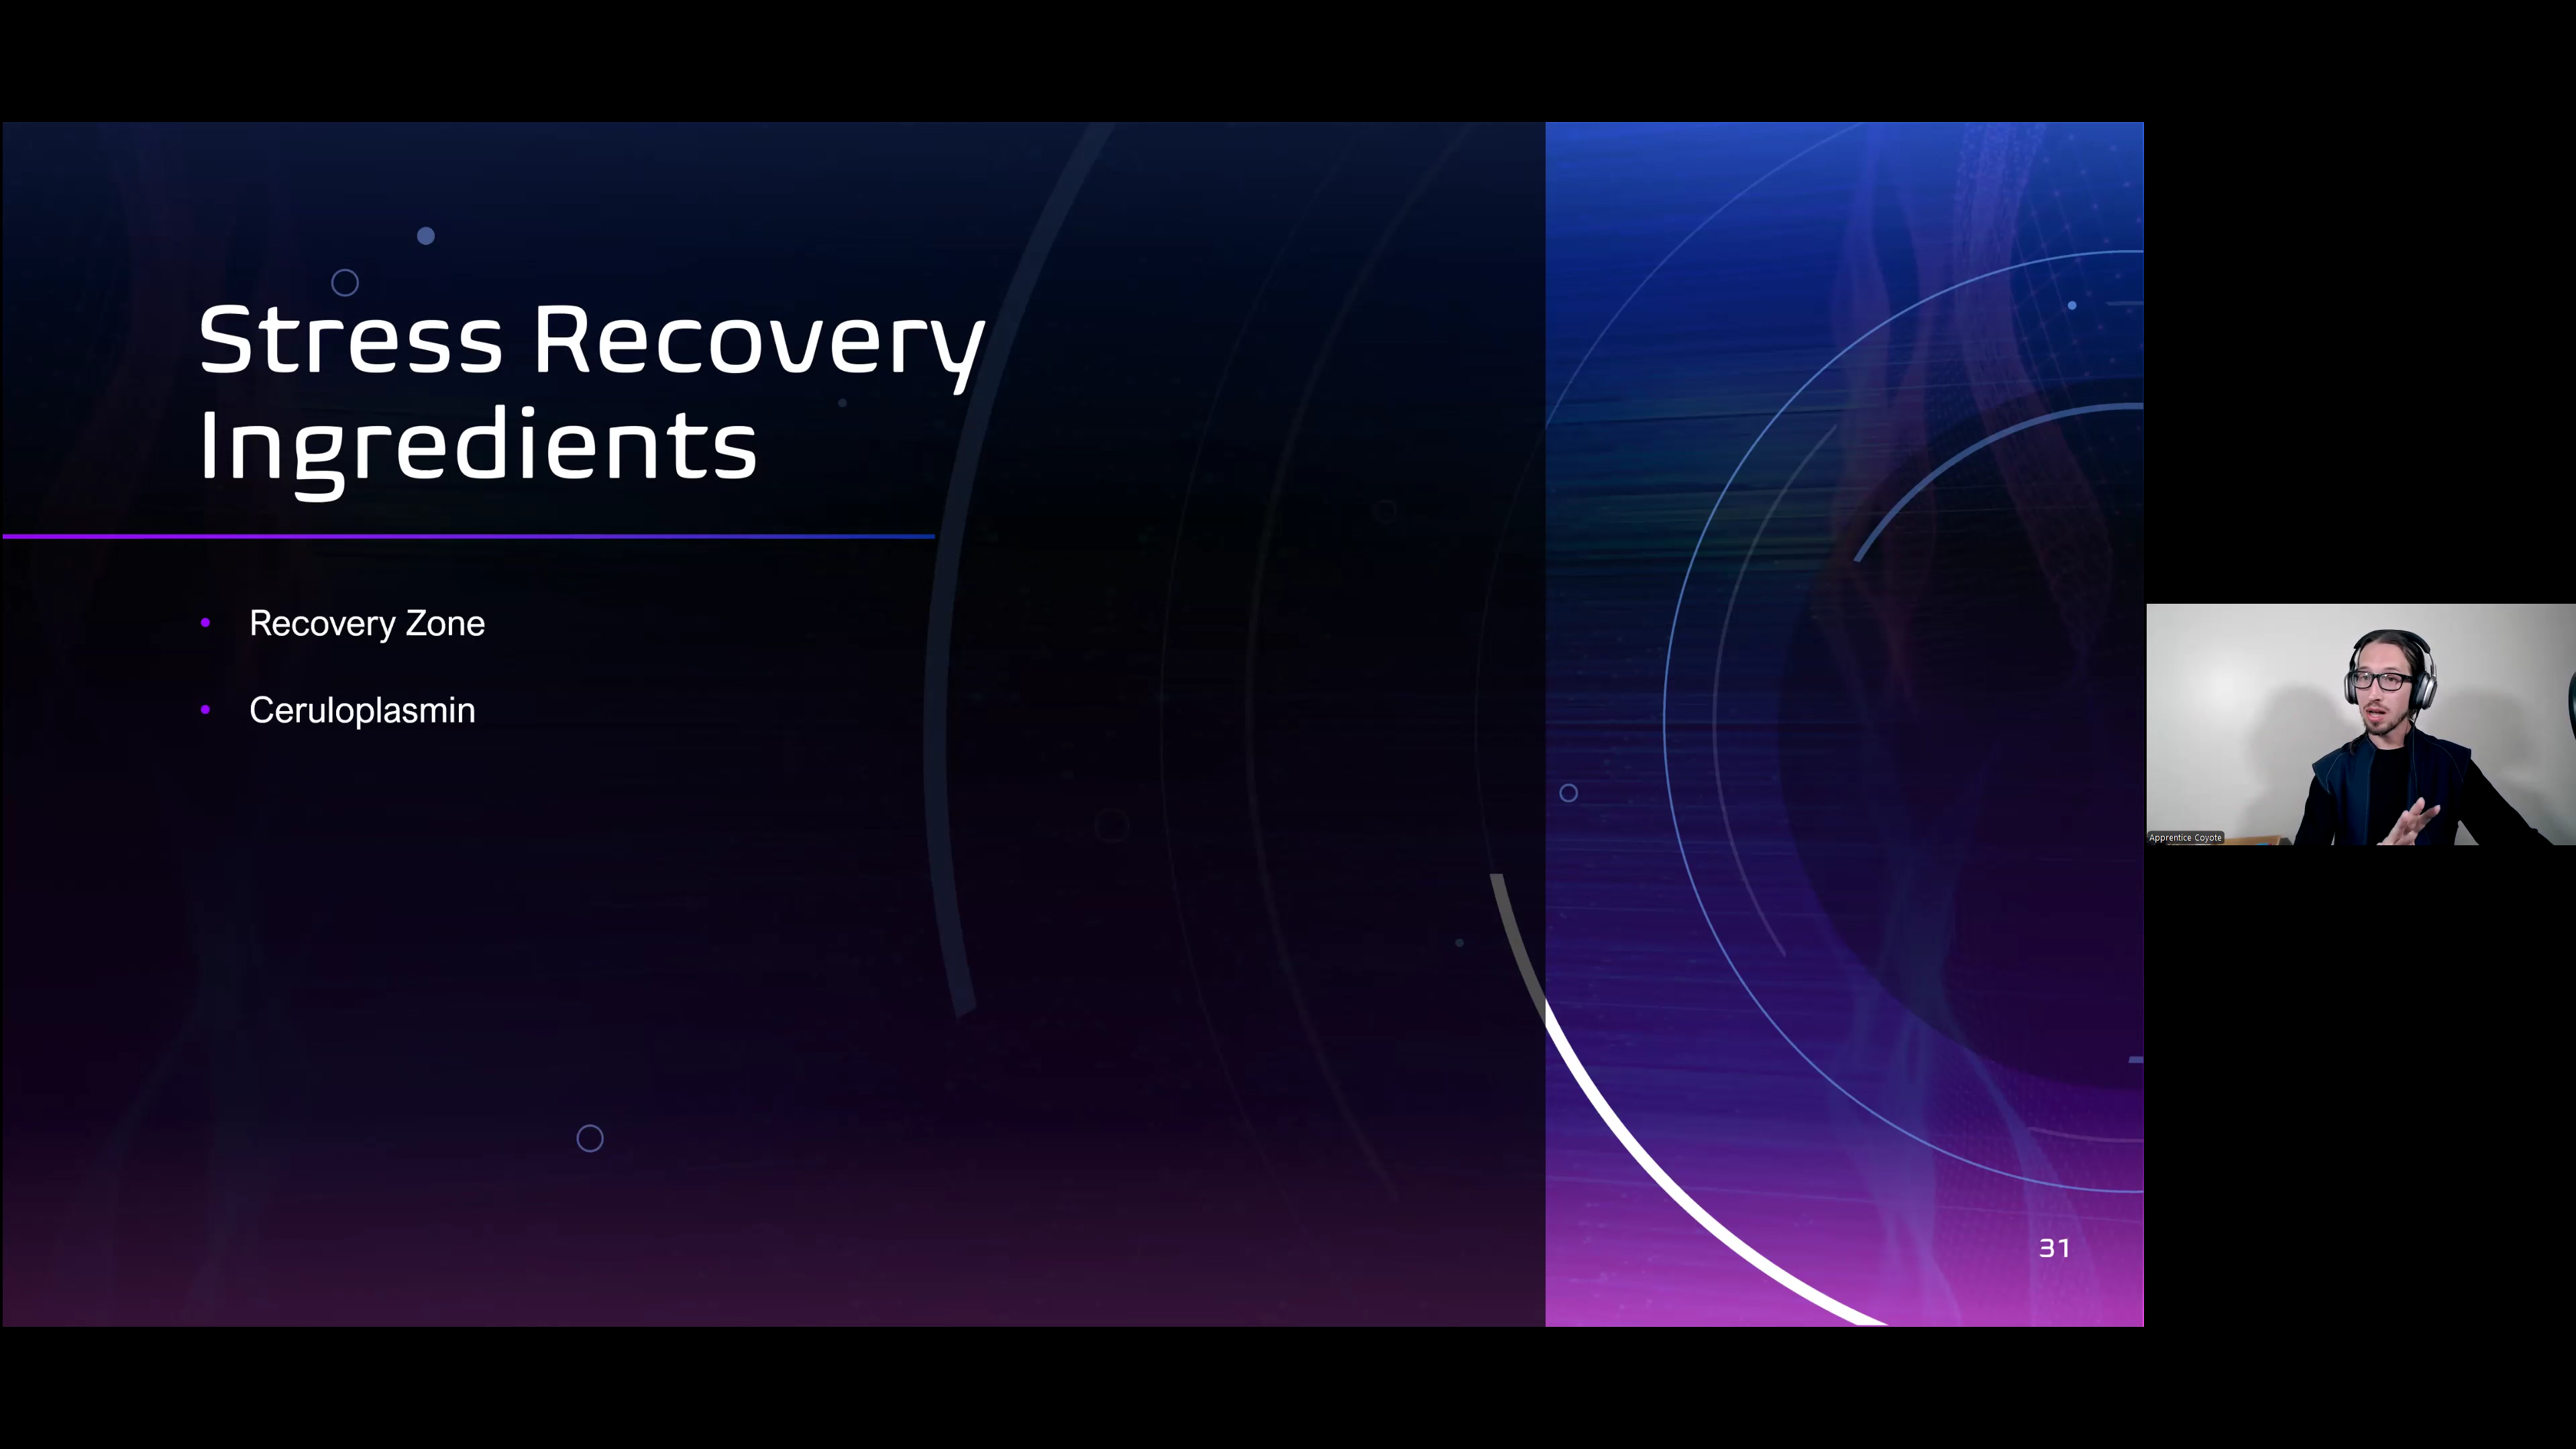 Stress Recovery
Ingredients
• Recovery Zone
• Ceruloplasmin
31
Apprentice Coyote